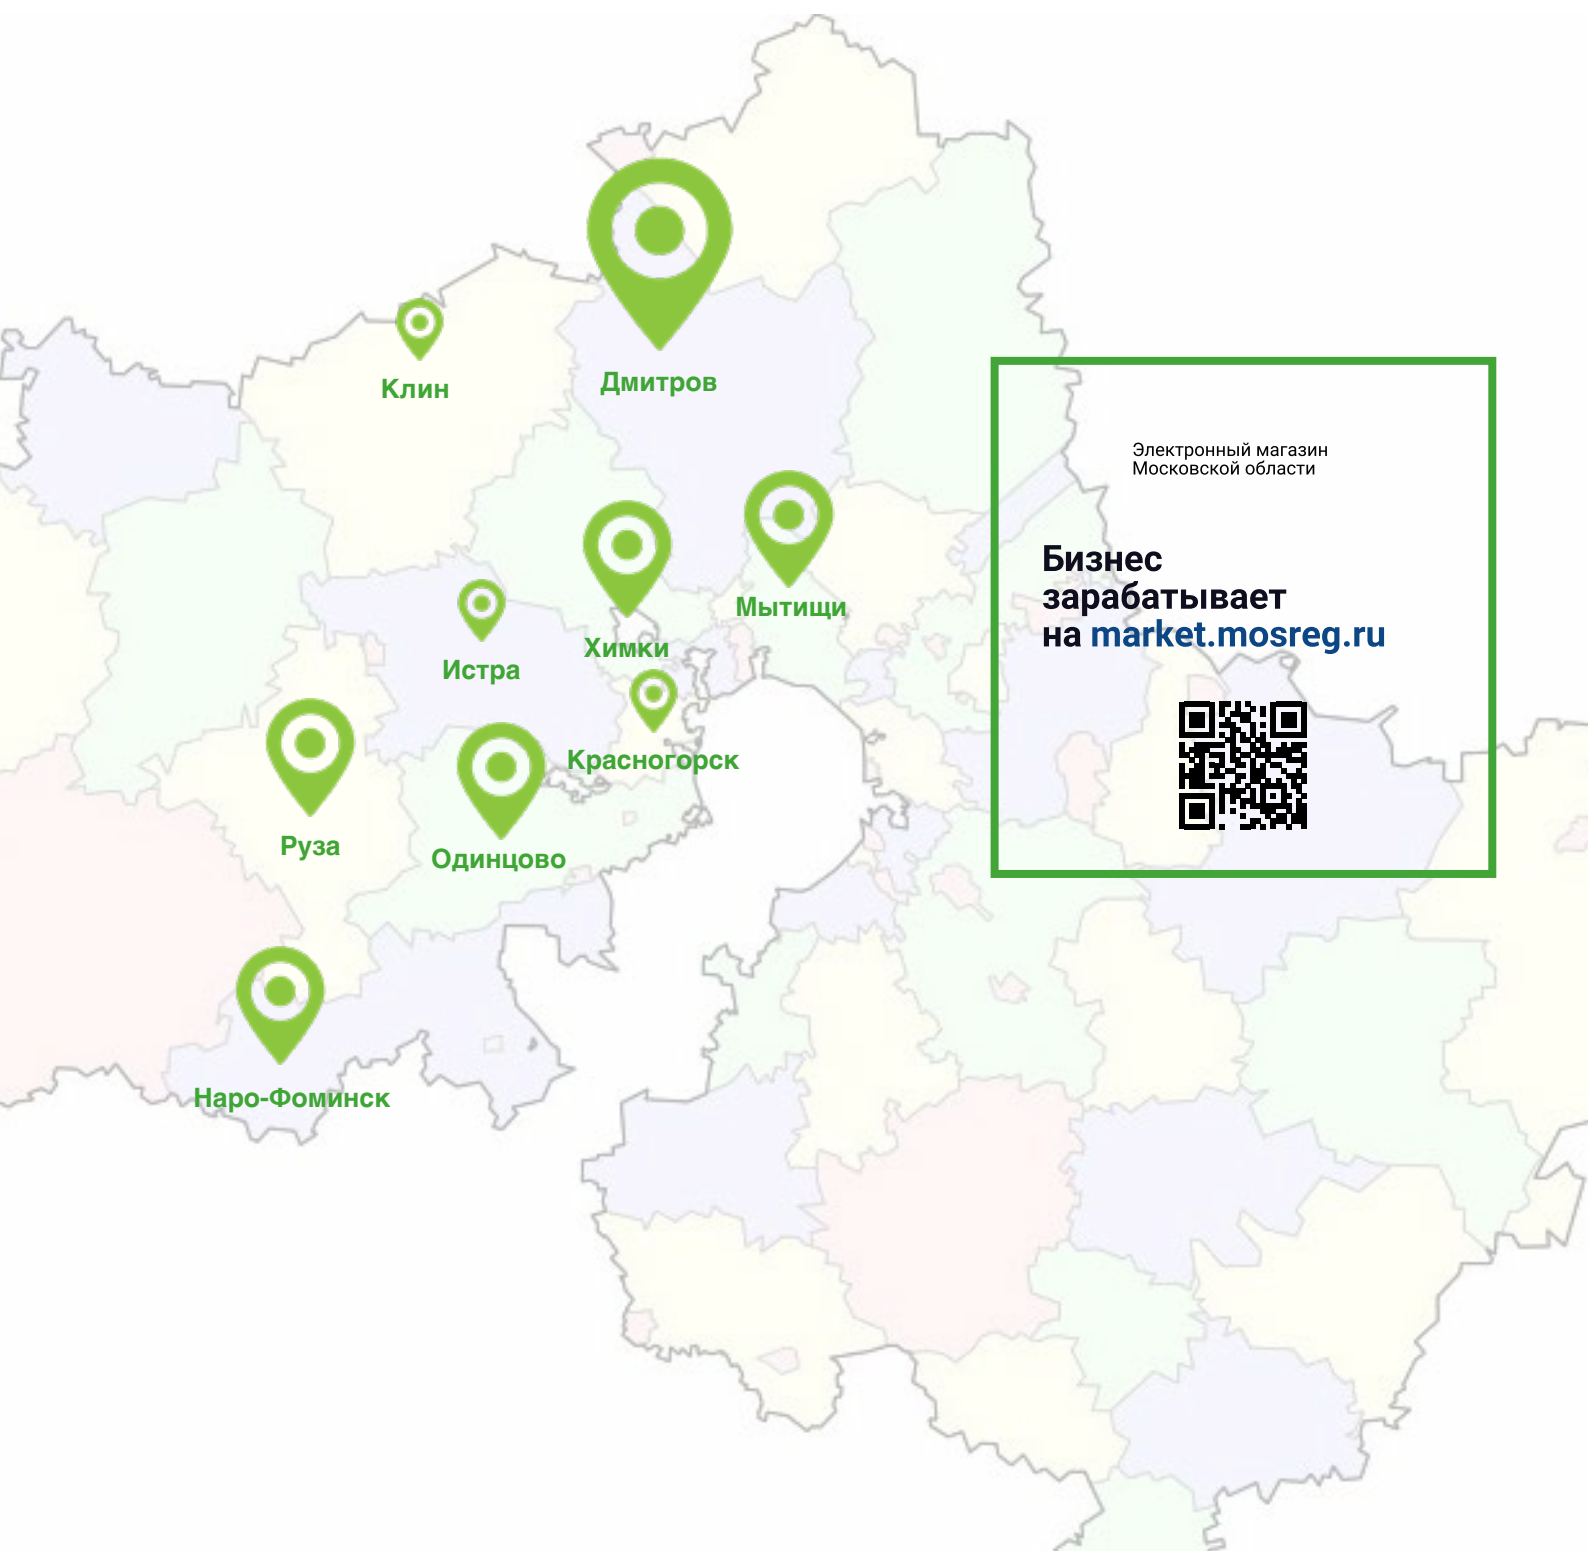 Клин
Дмитров
Мытищи
Химки
Истра
Красногорск
Руза
Одинцово
Наро-Фоминск
Электронный магазин
Московской области
Бизнес
зарабатывает
на market.mosreg.ru